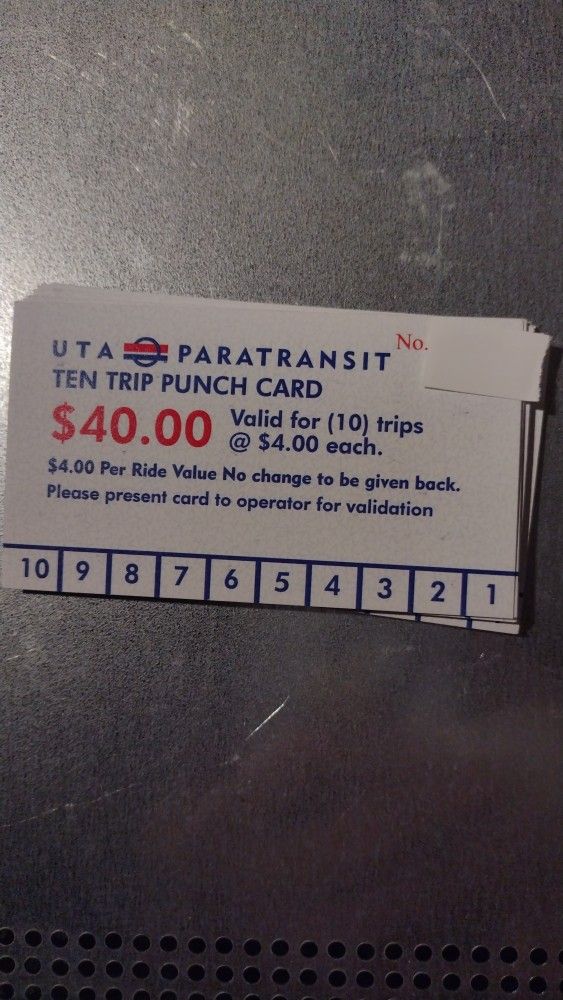 UTA PARATRANSIT No.
TEN TRIP PUNCH CARD
$40.00 Valid for (10) trips
@ $4.00 each.
$4.00 Per Ride Value No change to be given back.
Please present card to operator for validation
10 9 8 7 6 5 4 3 2 1